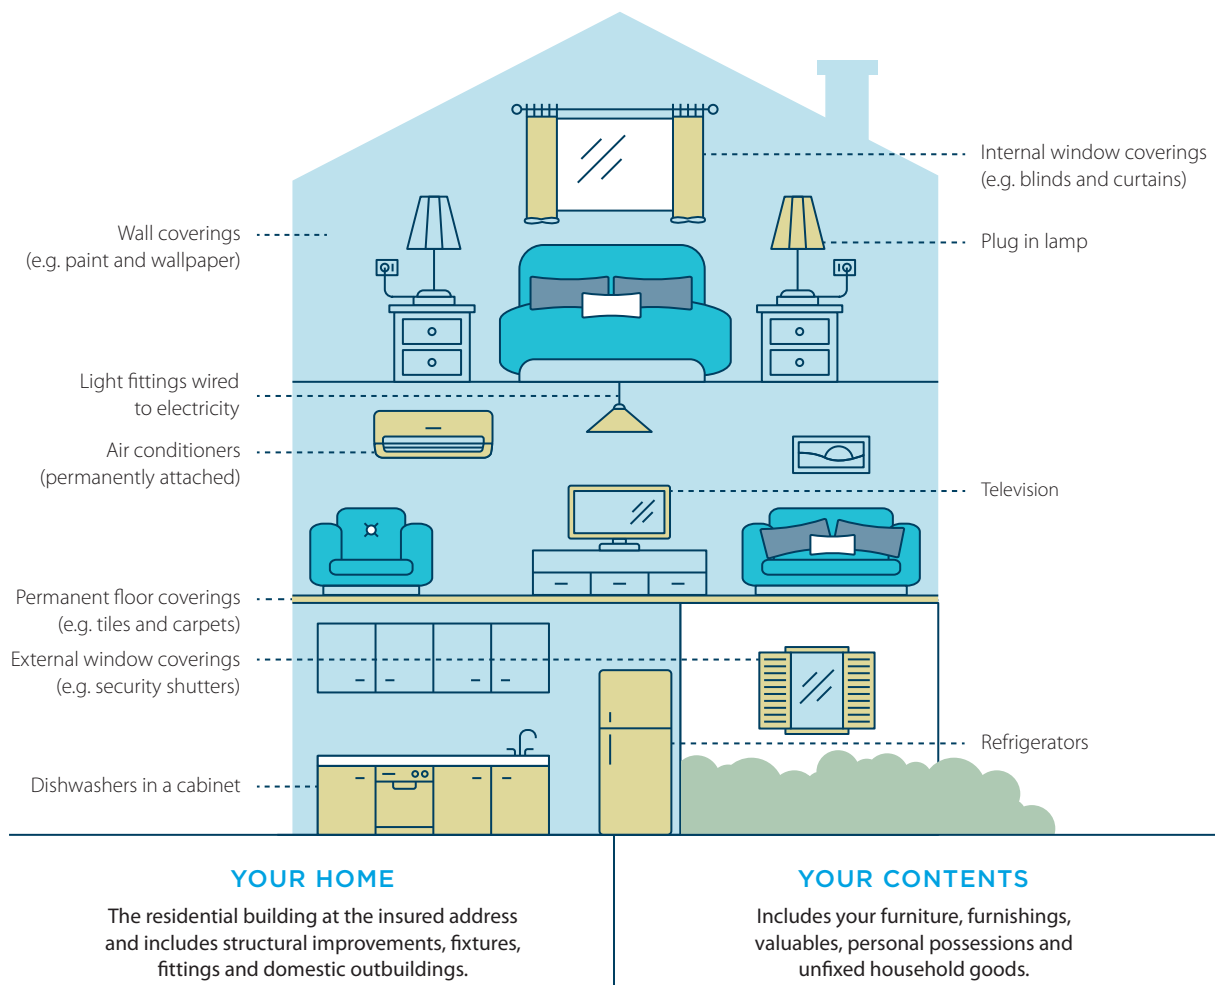 Internal window coverings
(e.g. blinds and curtains)
Wall coverings
(e.g. paint and wallpaper)
Plug in lamp
Light fittings wired
to electricity
Air conditioners
(permanently attached)
Television
Permanent floor coverings
(e.g. tiles and carpets)
External window coverings
(e.g. security shutters)
Refrigerators
Dishwashers in a cabinet
YOUR HOME
The residential building at the insured address
and includes structural improvements, fixtures,
fittings and domestic outbuildings.
YOUR CONTENTS
Includes your furniture, furnishings,
valuables, personal possessions and
unfixed household goods.